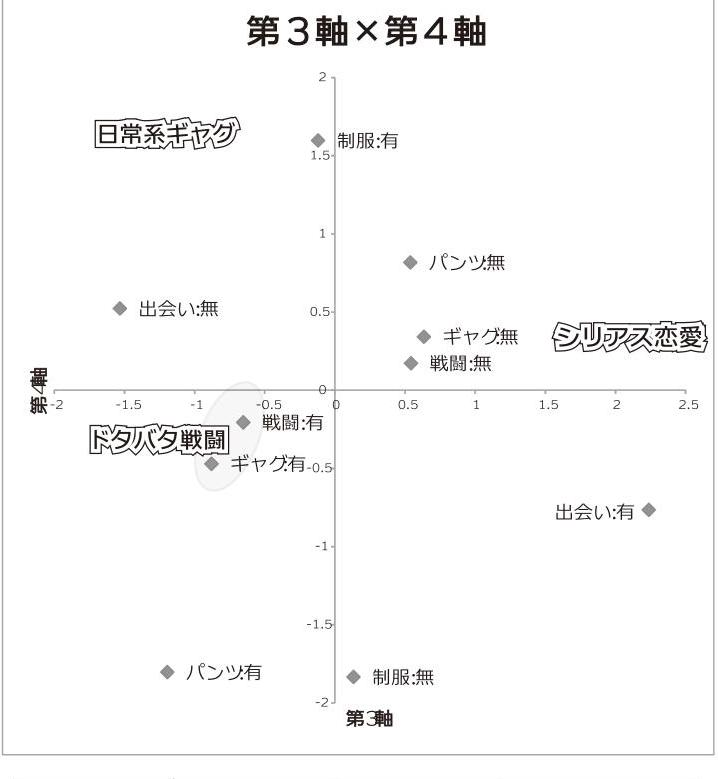 第3軸×第4軸
2
日常系ギャグ
制服:有
1.5
1
パンツ:無
出会い:無
0.5
ギャグ:無
シリアス恋愛
戦闘:無
第4軸
0
-2 -1.5 -1 -0.5 0 0.5 1 1.5 2 2.5
戦闘:有
ドタバタ戦闘
ギャグ:有
-0.5
出会い:有
-1
-1.5
パンツ:有
制服:無
-2
第3軸